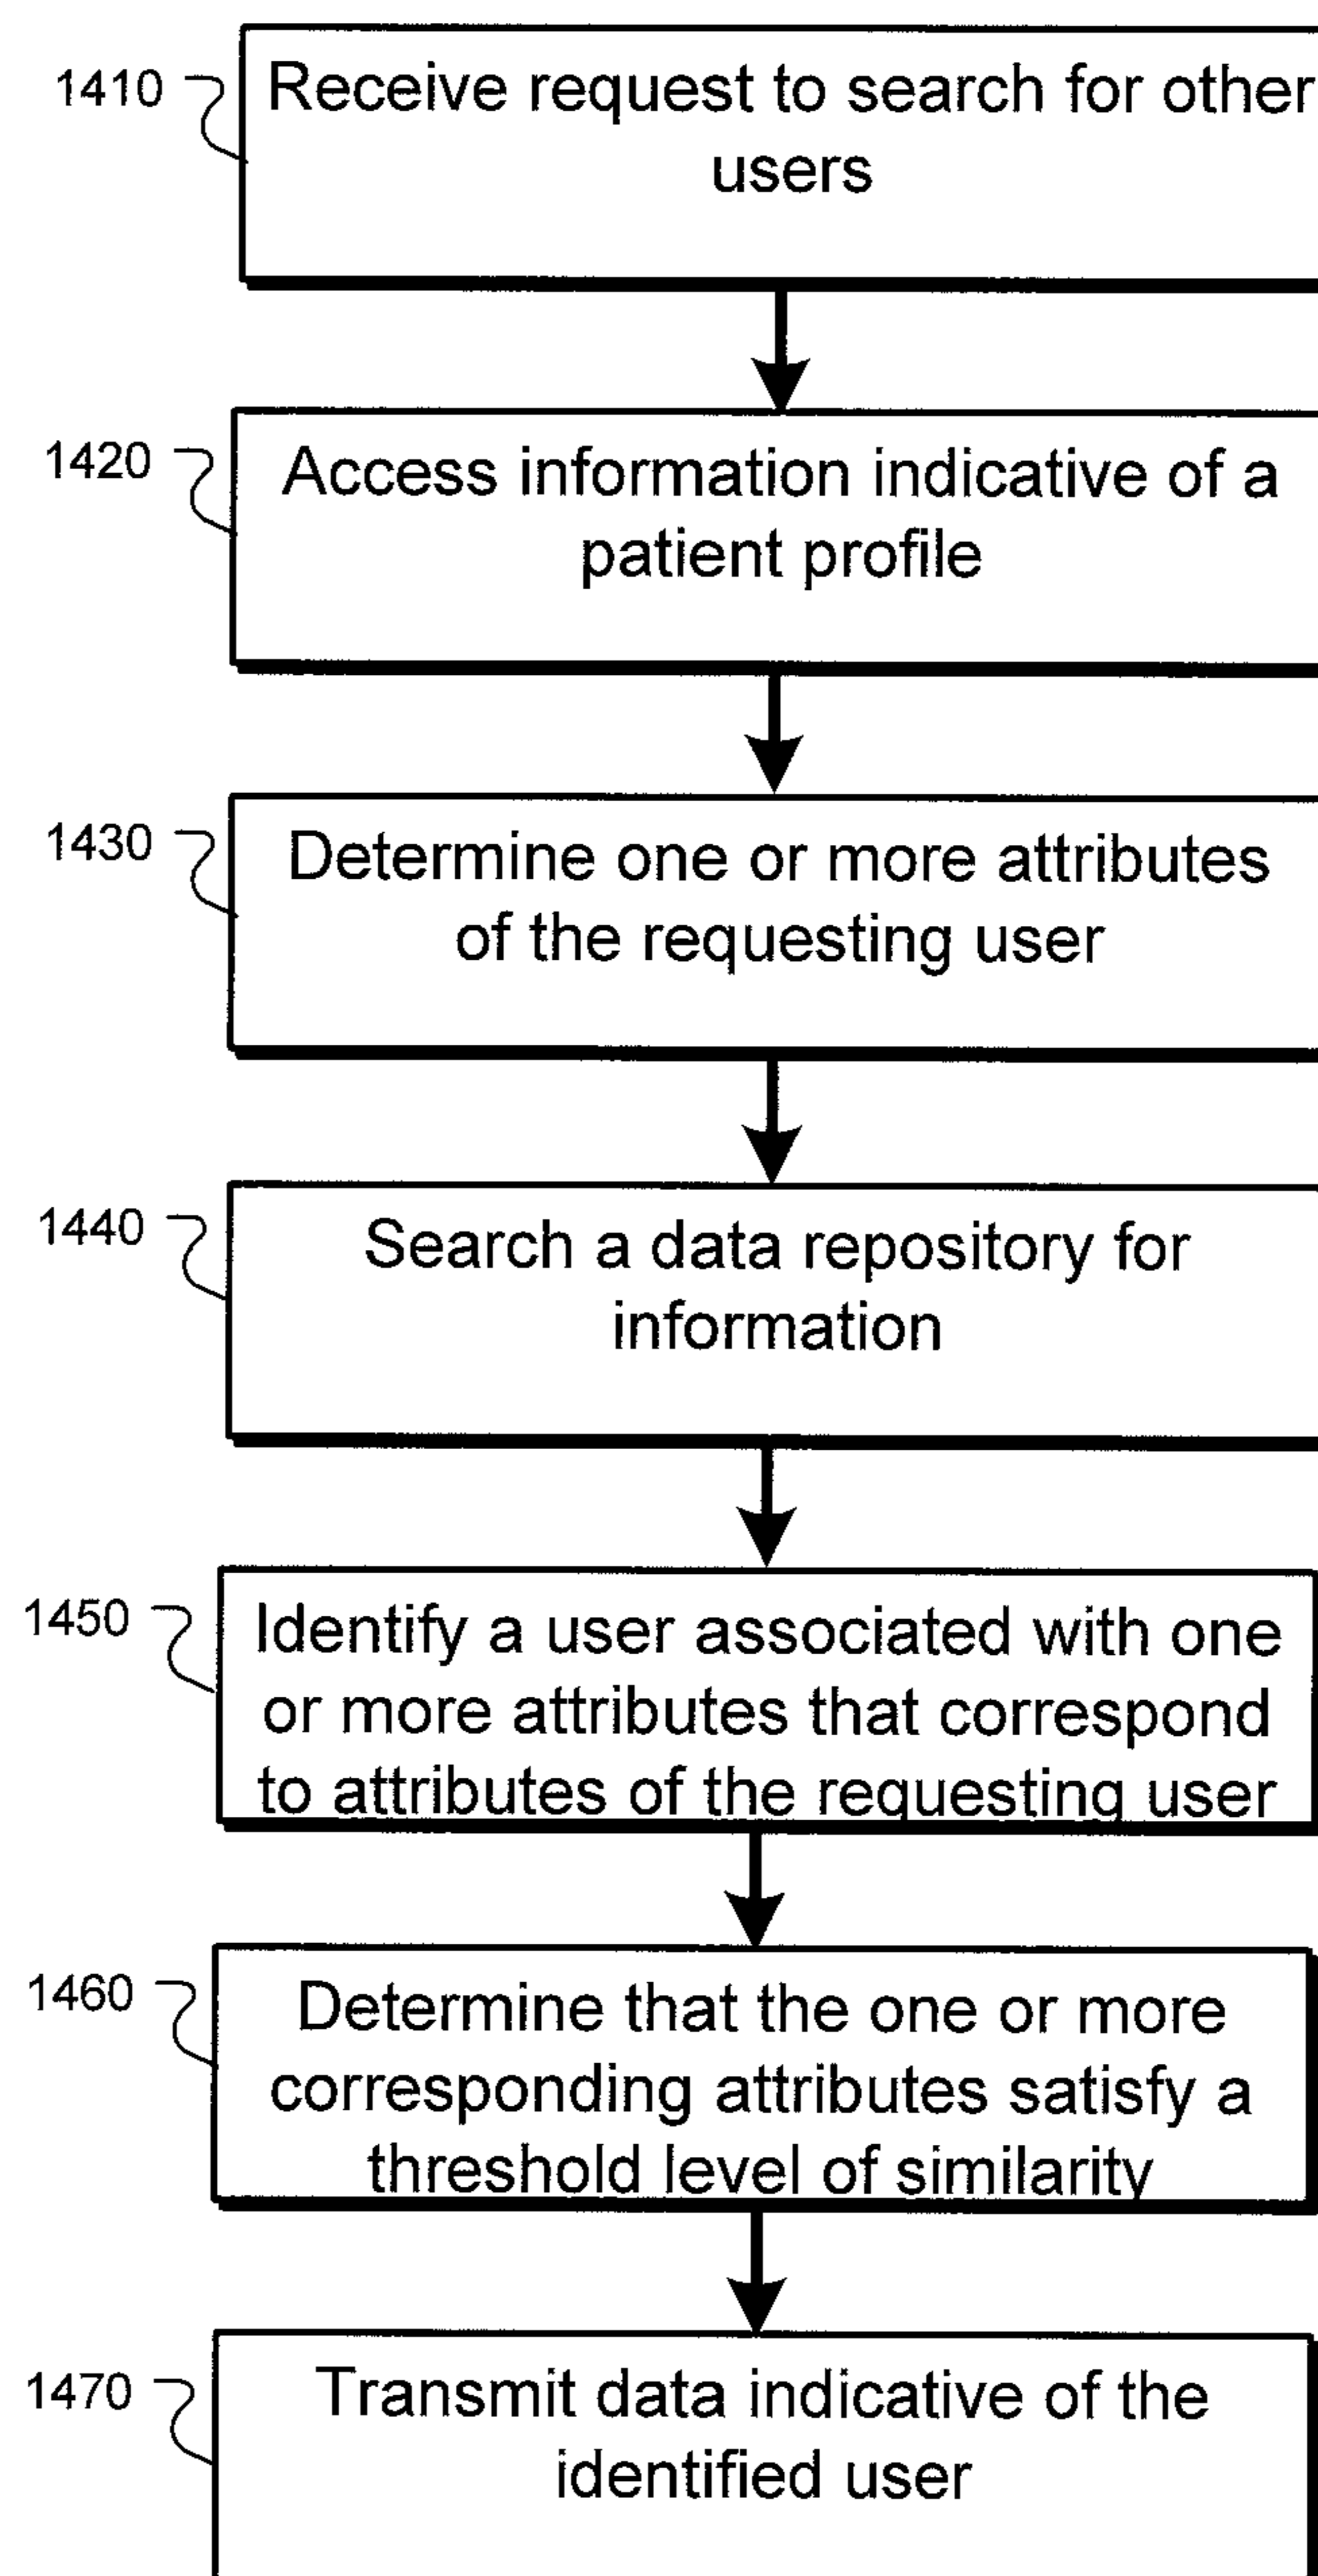 1410
Receive request to search for other
users
1420
Access information indicative of a
patient profile
1430
Determine one or more attributes
of the requesting user
1440
Search a data repository for
information
1450
Identify a user associated with one
or more attributes that correspond
to attributes of the requesting user
1460
Determine that the one or more
corresponding attributes satisfy a
threshold level of similarity
1470
Transmit data indicative of the
identified user